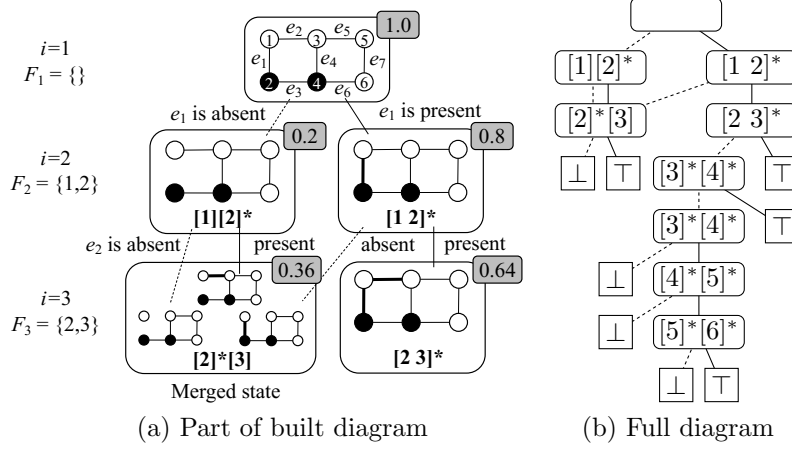 i=1
F₁ = {}
1.0
1 e₂ 3 e₅ 5
e₁ e₄ e₇
2 e₃ 4 e₆ 6
e₁ is absent
e₁ is present
i=2
F₂ = {1,2}
0.2
[1][2]*
0.8
[1 2]*
e₂ is absent
present
absent
present
i=3
F₃ = {2,3}
0.36
[2]*[3]
Merged state
0.64
[2 3]*
(a) Part of built diagram
[1][2]* [1 2]*
[2]*[3] [2 3]*
⊥ ⊤ [3]*[4]* ⊤
[3]*[4]* ⊤
⊥ [4]*[5]*
⊥ [5]*[6]*
⊥ ⊤
(b) Full diagram